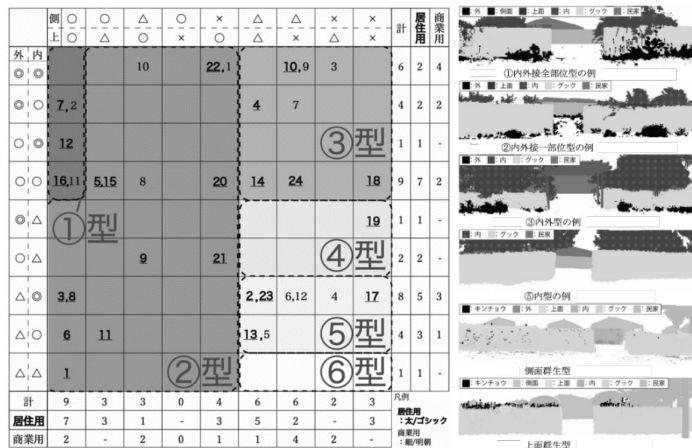 側 ○ ○ △ ○ × △ △ × × 計 居住用 商業用
上 ○ △ ○ × ○ △ × △ ×
外 内
◎ ◎ 10 22,1 10,9 3 6 2 4
◎ ○ 7,2 4 7 4 2 2
③型
○ ◎ 12 1 1 -
○ ○ 16,11 5,15 8 20 14 24 18 9 7 2
①型
◎ △ 19 1 1 -
④型
○ △ 9 21 2 2 -
△ ◎ 3,8 2,23 6,12 4 17 8 5 3
△ ○ 6 11 13,5 ⑤型 4 3 1
△ △ 1 ②型 ⑥型 1 1 -
計 9 3 3 0 4 6 6 2 3
居住用 7 3 1 - 3 5 2 - 3
商業用 2 - 2 0 1 1 4 2 -
凡例
居住用
:太/ゴシック
商業用
:細/明朝
■:外 ■:側面 ■:上面 ■:内 :グック ■:民家
①内外接全部位型の例
■:外 ■:上面 ■:内 :グック ■:民家
②内外接一部位型の例
■:外 ■:内 :グック ■:民家
③内外型の例
■:内 :グック ■:民家
⑤内型の例
■:キンチョウ ■:外 :上面 ■:内 :グック ■:民家
側面群生型
■:キンチョウ ■:側面 ■:上面 ■:内 :グック ■:民家
上面群生型